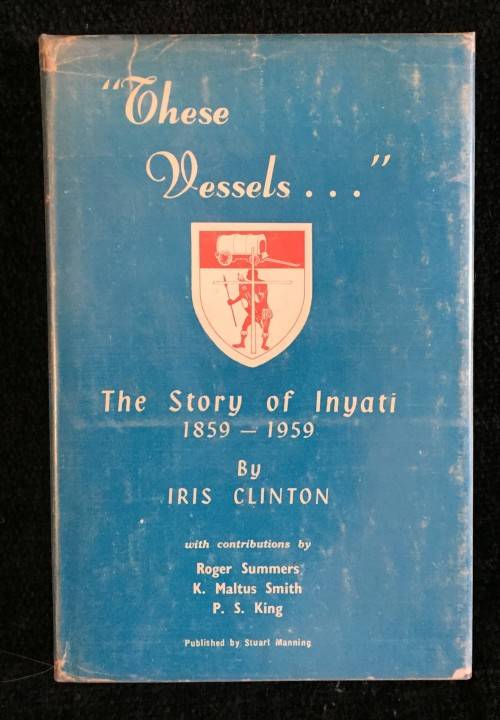 "These
Vessels . . ."
The Story of Inyati
1859 — 1959
By
IRIS CLINTON
with contributions by
Roger Summers
K. Maltus Smith
P. S. King
Published by Stuart Manning